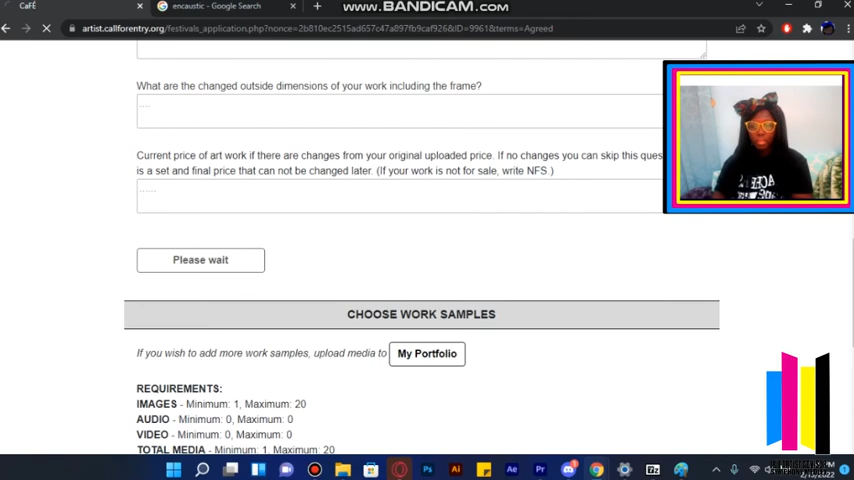 CaFÉ
encaustic - Google Search
WWW.BANDICAM.COM
artist.callforentry.org/festivals_application.php?nonce=2b810ec2515ad657c47a897fb9caf926&ID=9961&terms=Agreed
What are the changed outside dimensions of your work including the frame?
....
Current price of art work if there are changes from your original uploaded price. If no changes you can skip this ques
is a set and final price that can not be changed later. (If your work is not for sale, write NFS.)
......
Please wait
CHOOSE WORK SAMPLES
If you wish to add more work samples, upload media to My Portfolio
REQUIREMENTS:
IMAGES - Minimum: 1, Maximum: 20
AUDIO - Minimum: 0, Maximum: 0
VIDEO - Minimum: 0, Maximum: 0
TOTAL MEDIA - Minimum: 1, Maximum: 20